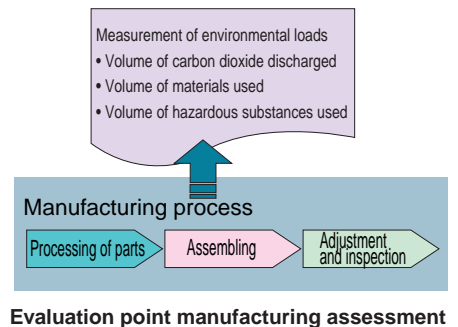 Measurement of environmental loads
• Volume of carbon dioxide discharged
• Volume of materials used
• Volume of hazardous substances used
Manufacturing process
Processing of parts
Assembling
Adjustment
and inspection
Evaluation point manufacturing assessment